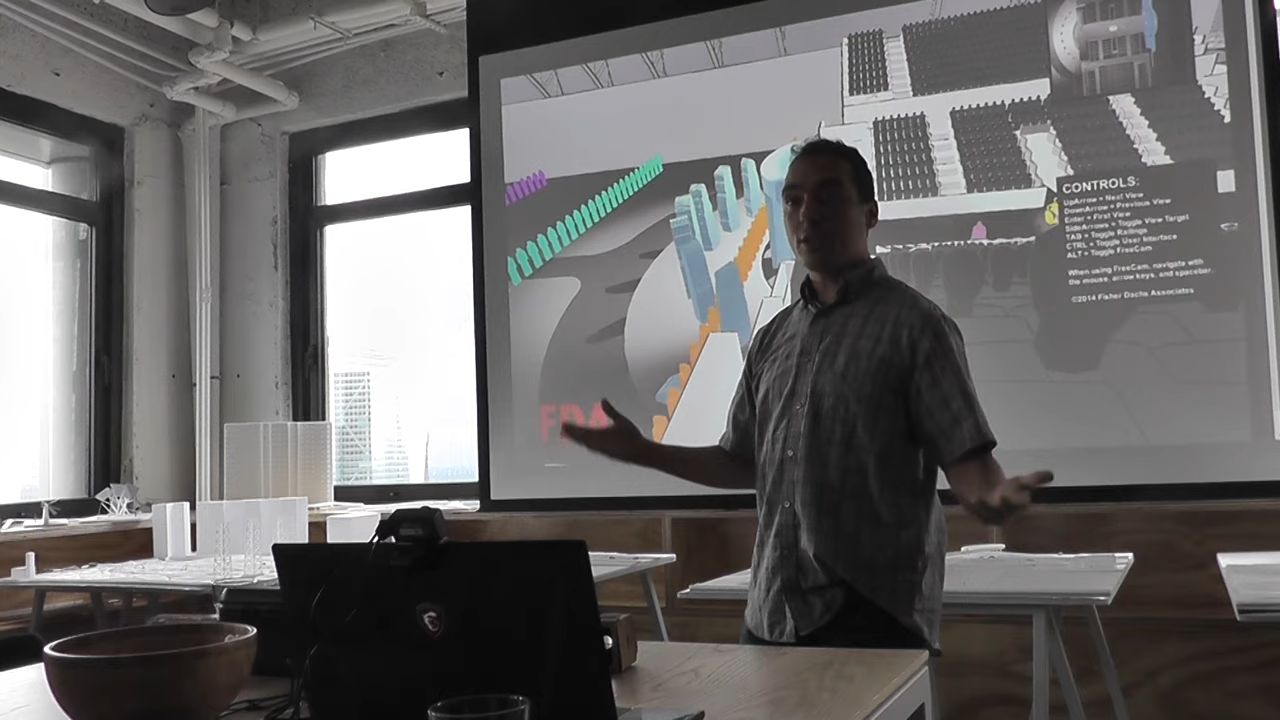 CONTROLS:
UpArrow = Next View
DownArrow = Previous View
Enter = First View
SideArrows = Toggle View Target
TAB = Toggle Railings
CTRL = Toggle User Interface
ALT = Toggle FreeCam
When using FreeCam, navigate with
the mouse, arrow keys, and spacebar.
©2014 Fisher Dachs Associates
FDA